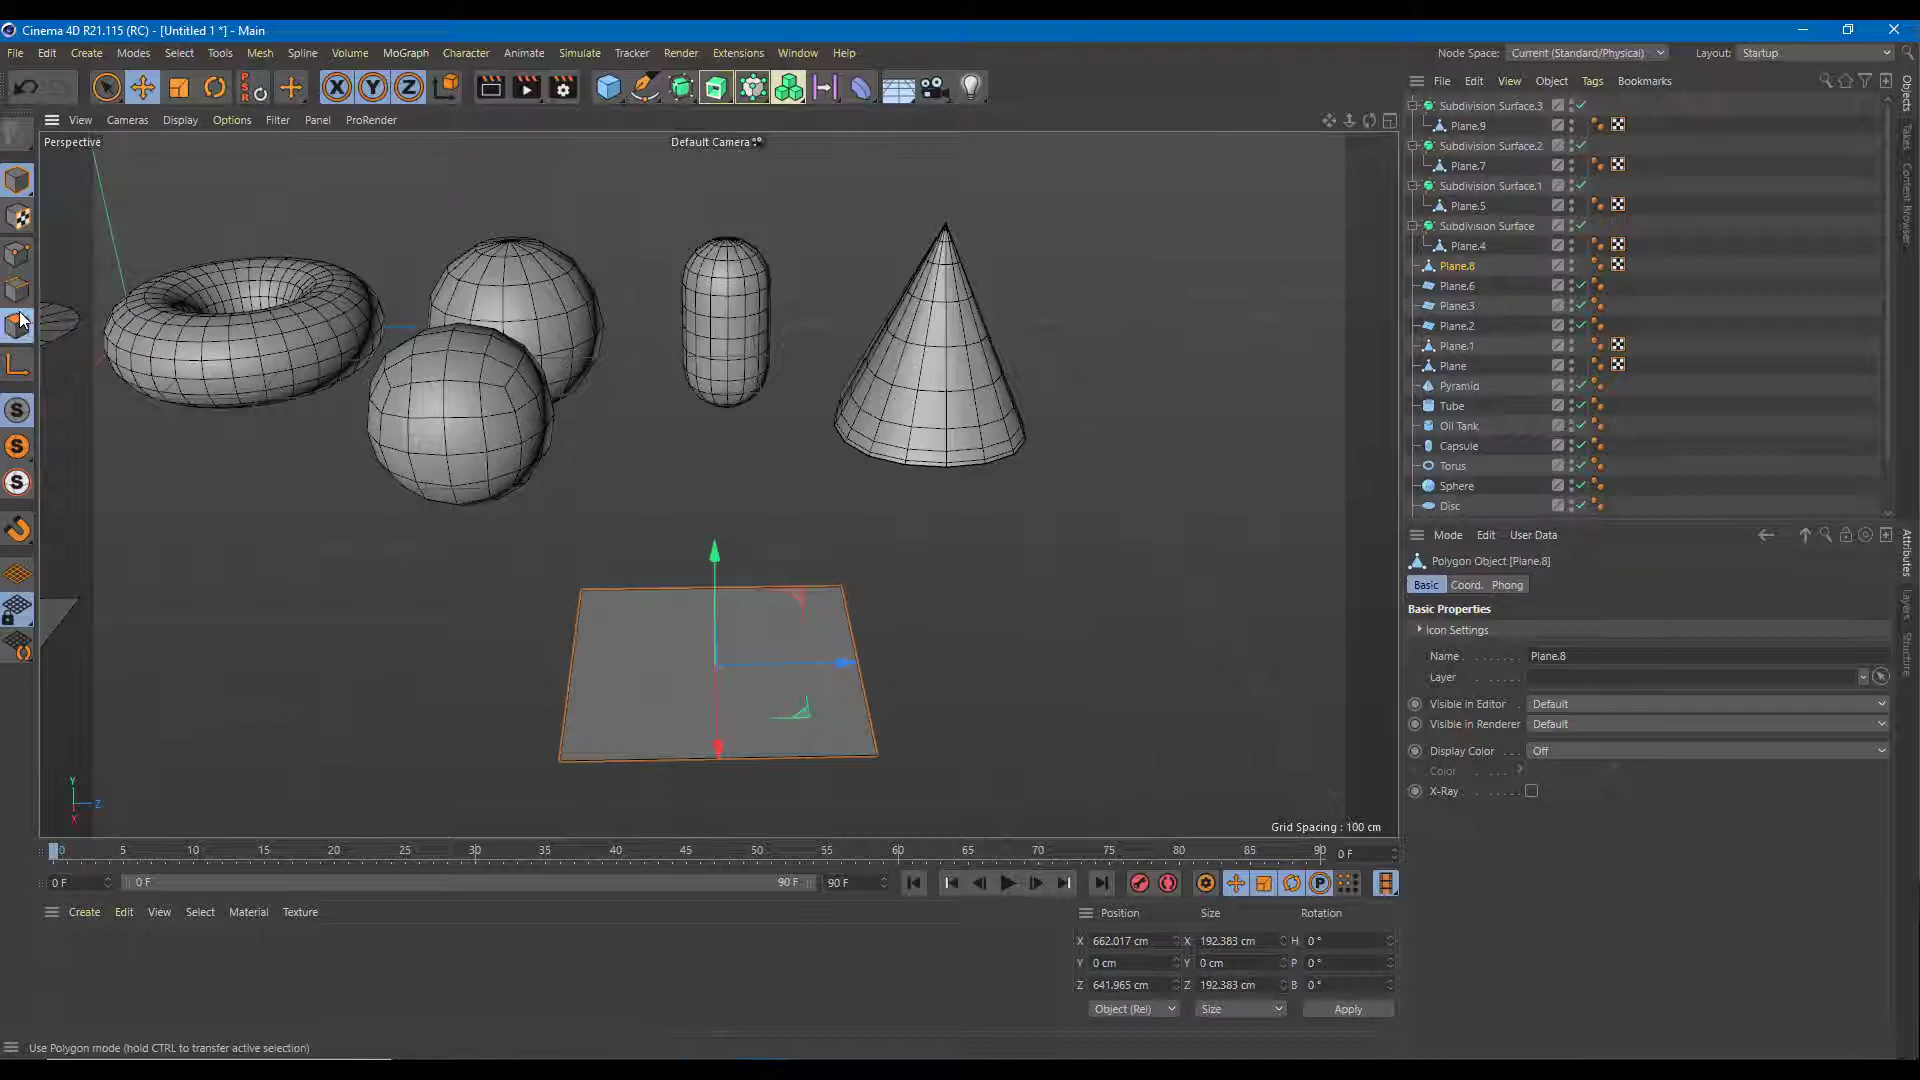 Cinema 4D R21.115 (RC) - [Untitled 1 *] - Main
File Edit Create Modes Select Tools Mesh Spline Volume MoGraph Character Animate Simulate Tracker Render Extensions Window Help Node Space: Current (Standard/Physical) Layout: Startup
PSR X Y Z
File Edit View Object Tags Bookmarks
View Cameras Display Options Filter Panel ProRender
Perspective
Default Camera
Subdivision Surface.3
Plane.9
Subdivision Surface.2
Plane.7
Subdivision Surface.1
Plane.5
Subdivision Surface
Plane.4
Plane.8
Plane.6
Plane.3
Plane.2
Plane.1
Plane
Pyramid
Tube
Oil Tank
Capsule
Torus
Sphere
Disc
Objects
Takes
Content Browser
Attributes
Layers
Structure
Mode Edit User Data
Polygon Object [Plane.8]
Basic Coord. Phong
Basic Properties
Icon Settings
Name Plane.8
Layer
Visible in Editor Default
Visible in Renderer Default
Display Color Off
Color
X-Ray
S
S
S
Y
Z
X
Grid Spacing : 100 cm
0 5 10 15 20 25 30 35 40 45 50 55 60 65 70 75 80 85 90 0 F
0 F 0 F 90 F 90 F P
Create Edit View Select Material Texture
Position Size Rotation
X 662.017 cm X 192.383 cm H 0 °
Y 0 cm Y 0 cm P 0 °
Z 641.965 cm Z 192.383 cm B 0 °
Object (Rel) Size Apply
Use Polygon mode (hold CTRL to transfer active selection)